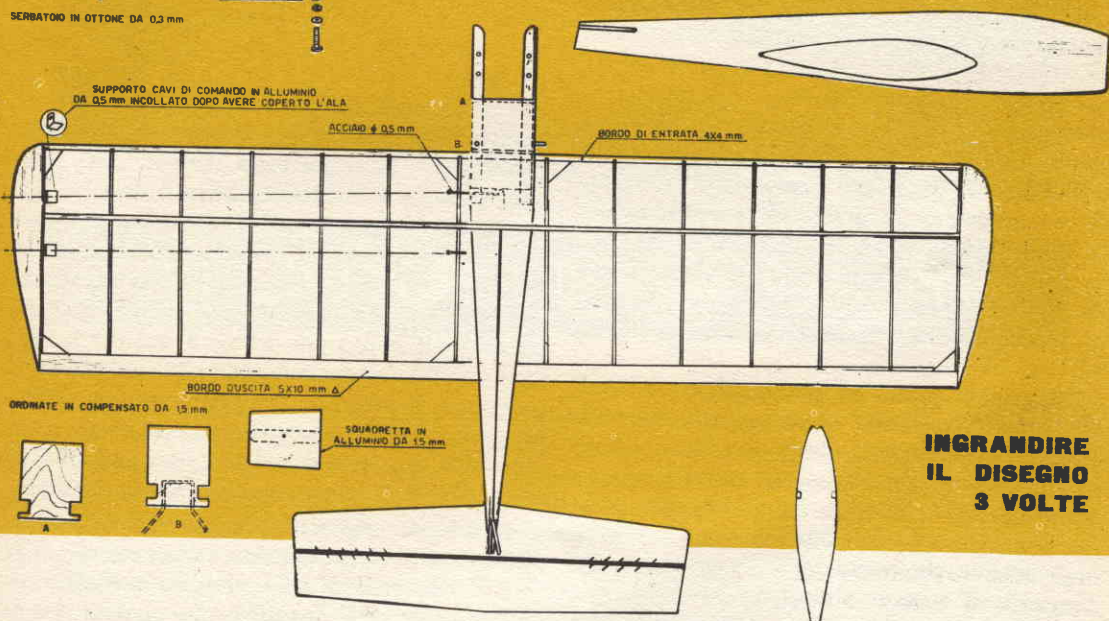 SERBATOIO IN OTTONE DA 0,3 mm
SUPPORTO CAVI DI COMANDO IN ALLUMINIO
DA 0,5 mm INCOLLATO DOPO AVERE COPERTO L'ALA
ACCIAIO ϕ 0,5 mm
A
B
BORDO DI ENTRATA 4X4 mm
BORDO D'USCITA 5X10 mm Δ
ORDINATE IN COMPENSATO DA 1,5 mm
SQUADRETTA IN
ALLUMINIO DA 1,5 mm
A
B
INGRANDIRE
IL DISEGNO
3 VOLTE